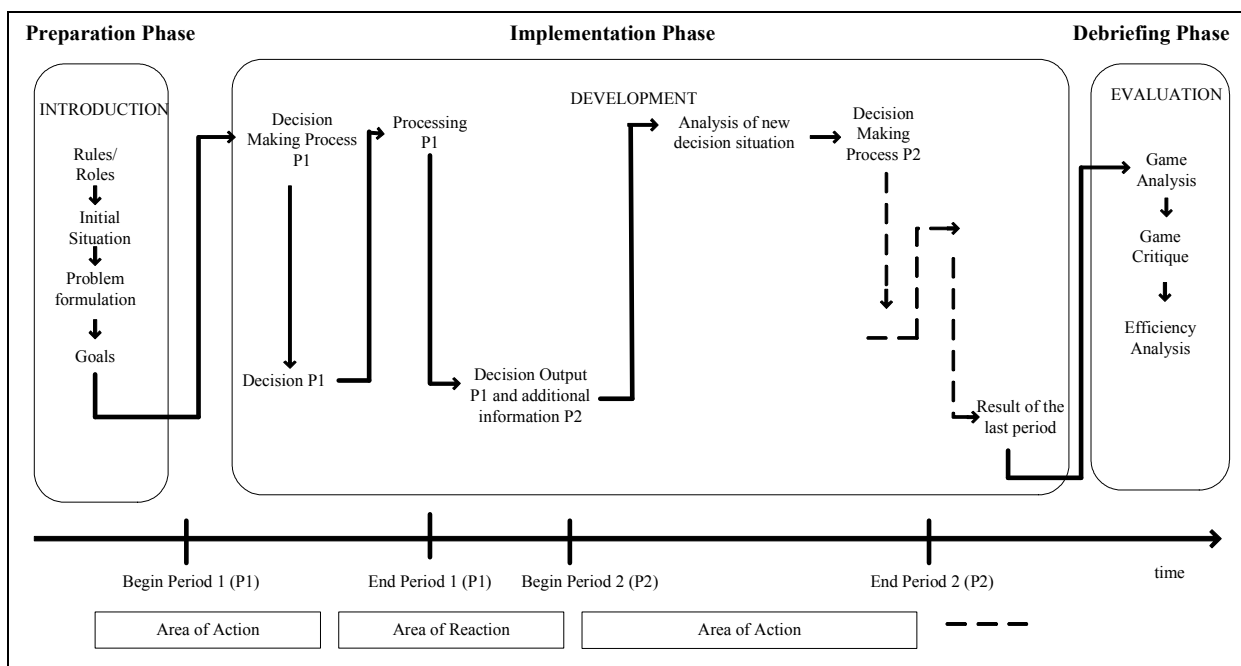 Preparation Phase
Implementation Phase
Debriefing Phase
INTRODUCTION
Rules/
Roles
Initial
Situation
Problem
formulation
Goals
DEVELOPMENT
Decision
Making Process
P1
Decision P1
Processing
P1
Decision Output
P1 and additional
information P2
Analysis of new
decision situation
Decision
Making
Process P2
Result of the
last period
EVALUATION
Game
Analysis
Game
Critique
Efficiency
Analysis
Begin Period 1 (P1)
End Period 1 (P1)
Begin Period 2 (P2)
End Period 2 (P2)
time
Area of Action
Area of Reaction
Area of Action